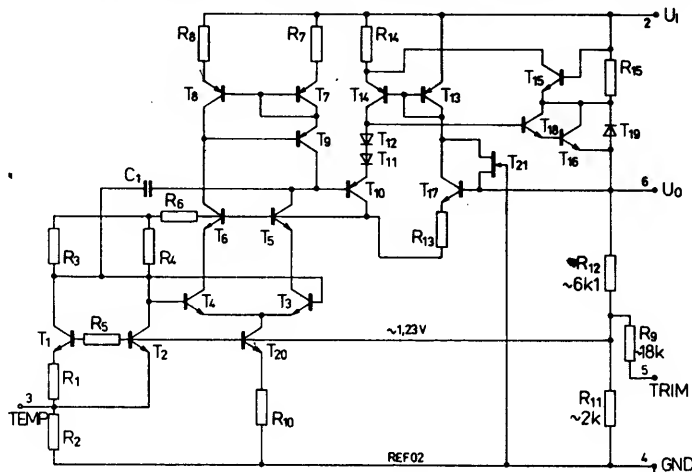 2 U₁
R₈ R₇ R₁₄
T₁₅ R₁₅
T₈ T₇ T₁₄ T₁₃
T₉ T₁₂ T₁₈ T₁₆ T₁₉
T₁₁ T₂₁
C₁ T₁₀ T₁₇ 6 U₀
R₆
T₆ T₅ R₁₃
R₃ R₄ R₁₂
~6k1
T₄ T₃
R₉
~18k
T₁ R₅ T₂ T₂₀ ~1,23V
5
TRIM
R₁ R₁₁
~2k
3
TEMP
R₂ R₁₀
REF02 4 GND